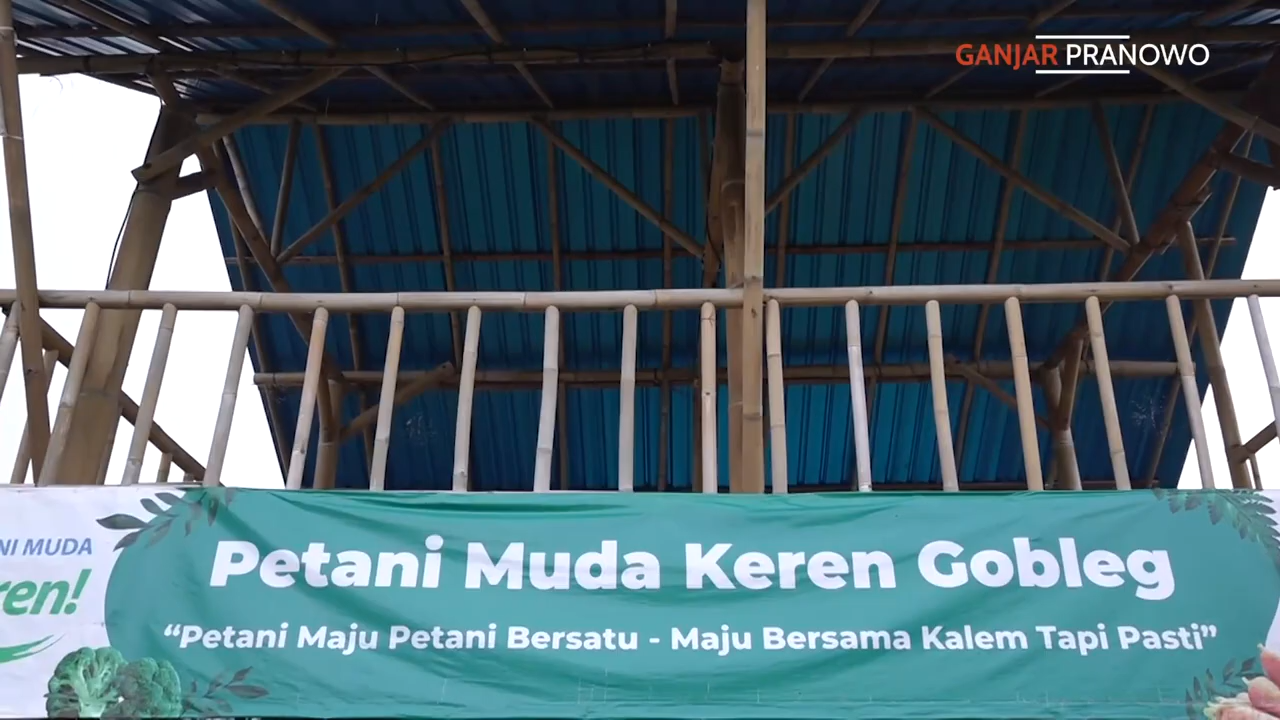 GANJAR PRANOWO
NI MUDA
ren!
Petani Muda Keren Gobleg
“Petani Maju Petani Bersatu - Maju Bersama Kalem Tapi Pasti”